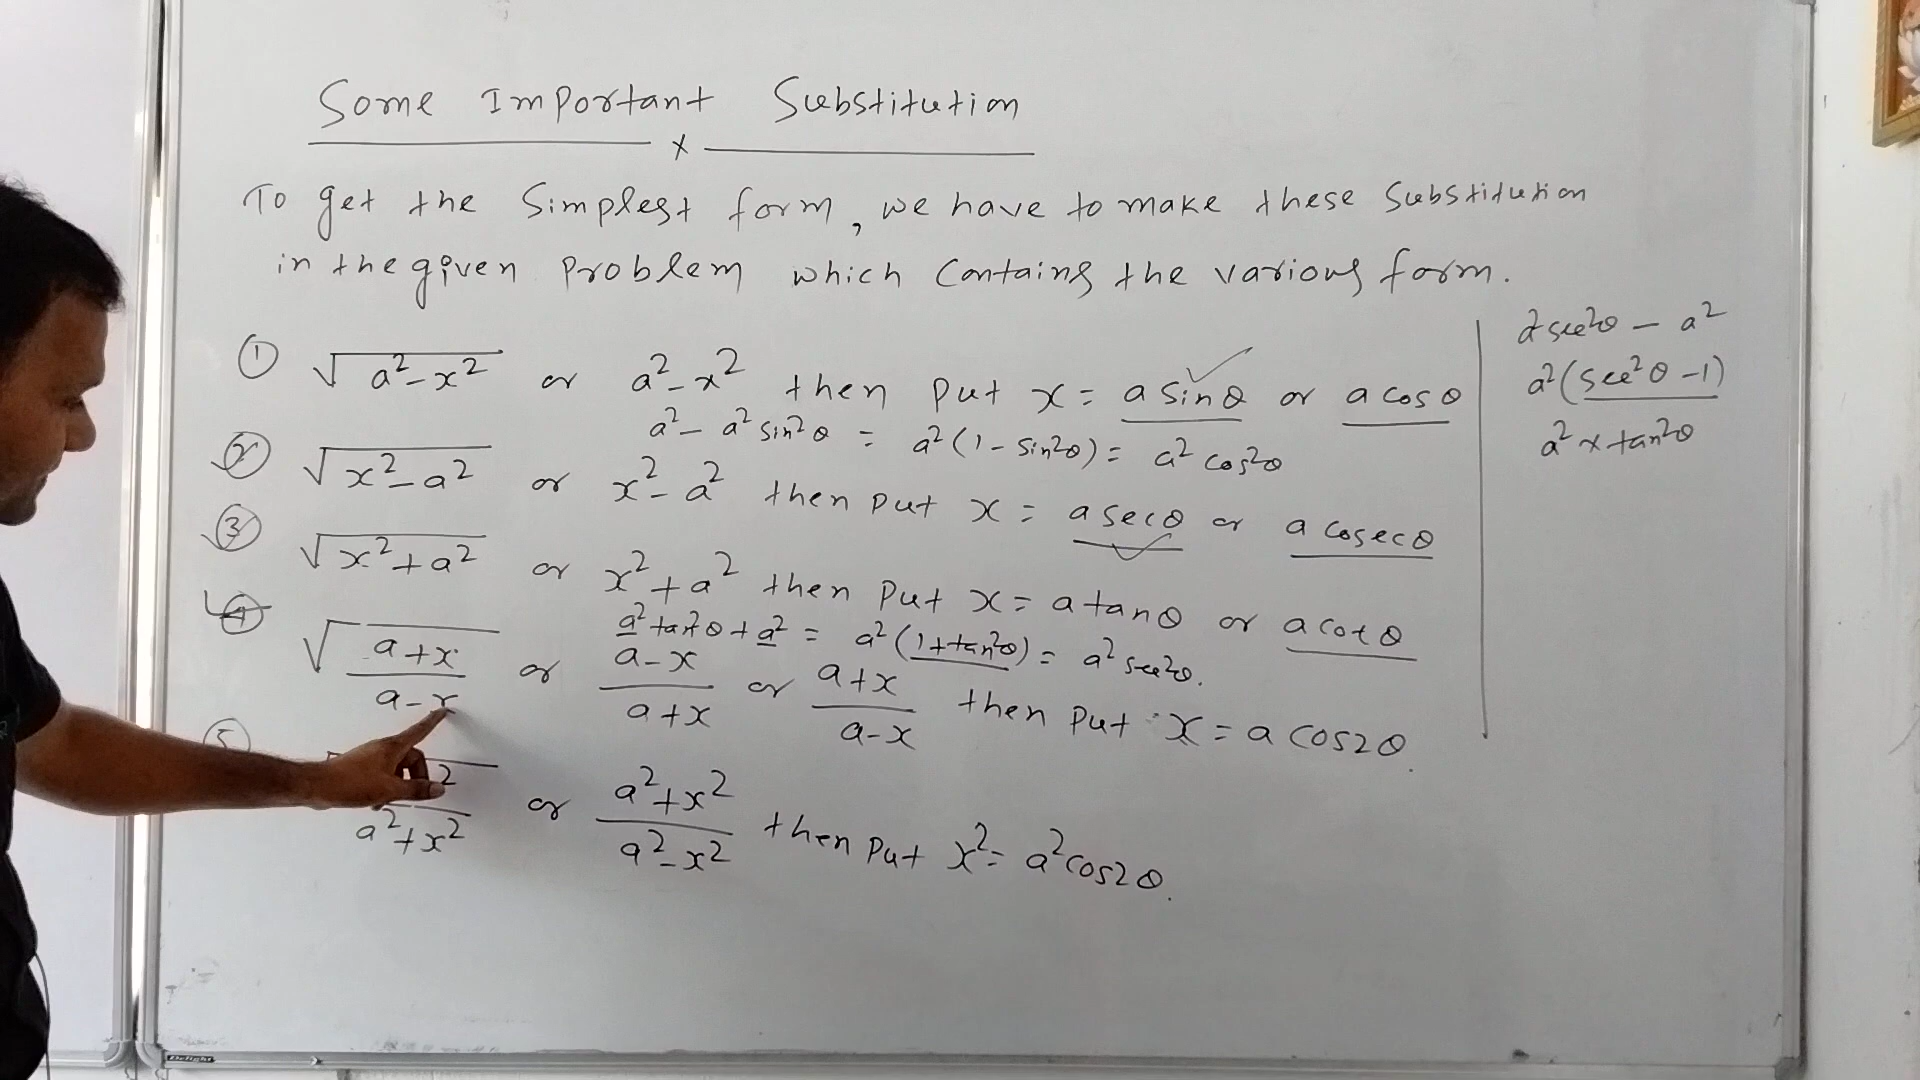 Some Important Substitution
x
To get the Simplest form, we have to make these Substitution
in the given Problem which Contains the various form.
① √a²-x² or a²-x² then put x = a sinθ or a cosθ
a² - a² sin²θ = a²(1 - sin²θ) = a² cos²θ
② √x²-a² or x²-a² then put x = a secθ or a cosecθ
③ √x²+a² or x²+a² then put x = a tanθ or a cotθ
a² tan²θ + a² = a²(1+tan²θ) = a² sec²θ.
④ √(a+x)/(a-x) or (a-x)/(a+x) or (a+x)/(a-x) then put x = a cos2θ.
⑤ 2/(a²+x²) or (a²+x²)/(a²-x²) then put x² = a² cos2θ.
a² sec²θ - a²
a²(sec²θ - 1)
a² x tan²θ
Delight